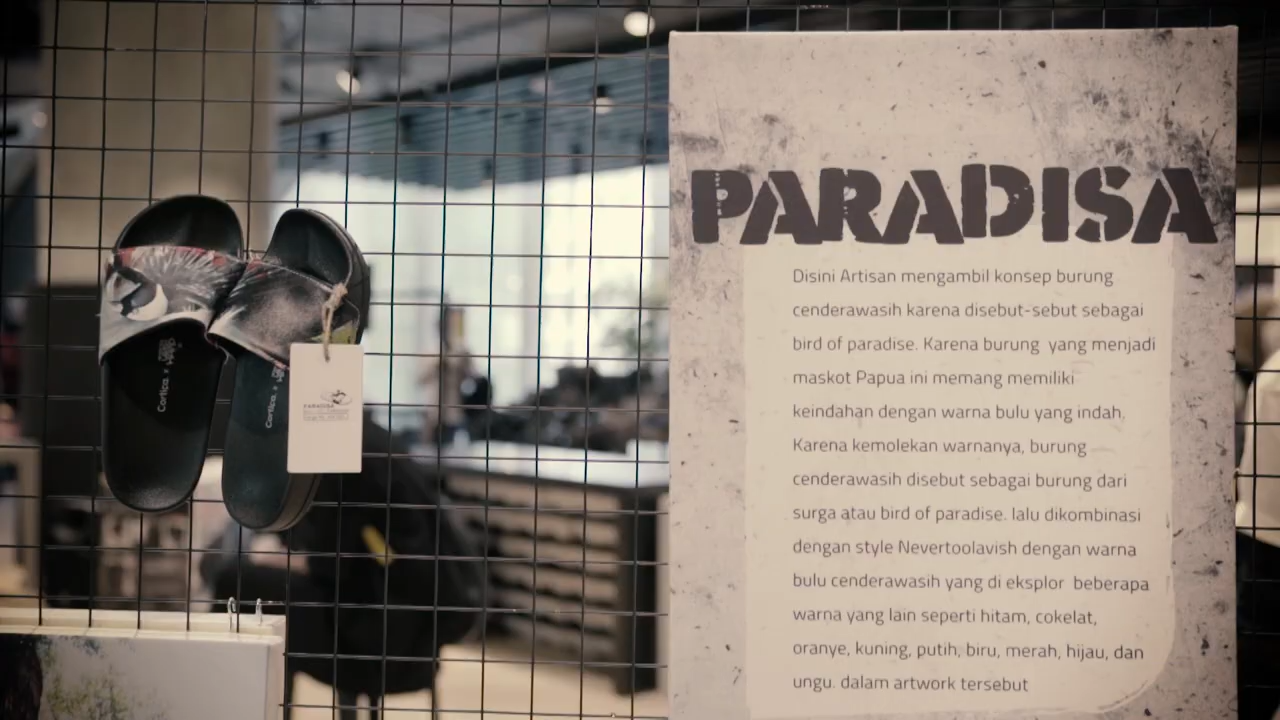 PARADISA
Disini Artisan mengambil konsep burung
cenderawasih karena disebut-sebut sebagai
bird of paradise. Karena burung yang menjadi
maskot Papua ini memang memiliki
keindahan dengan warna bulu yang indah,
Karena kemolekan warnanya, burung
cenderawasih disebut sebagai burung dari
surga atau bird of paradise. lalu dikombinasi
dengan style Nevertoolavish dengan warna
bulu cenderawasih yang di eksplor beberapa
warna yang lain seperti hitam, cokelat,
oranye, kuning, putih, biru, merah, hijau, dan
ungu. dalam artwork tersebut
Cortica.
Cortica.
PARADISA